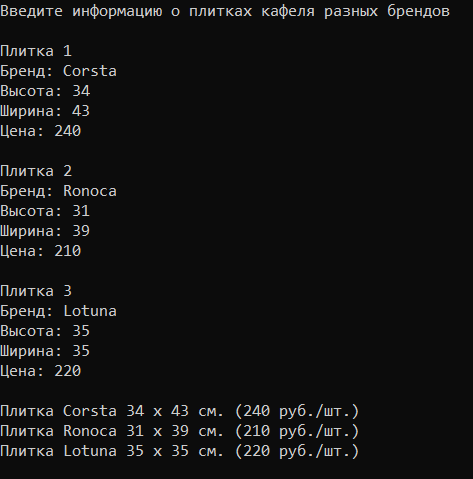 Введите информацию о плитках кафеля разных брендов
Плитка 1
Бренд: Corsta
Высота: 34
Ширина: 43
Цена: 240
Плитка 2
Бренд: Ronoca
Высота: 31
Ширина: 39
Цена: 210
Плитка 3
Бренд: Lotuna
Высота: 35
Ширина: 35
Цена: 220
Плитка Corsta 34 x 43 см. (240 руб./шт.)
Плитка Ronoca 31 x 39 см. (210 руб./шт.)
Плитка Lotuna 35 x 35 см. (220 руб./шт.)